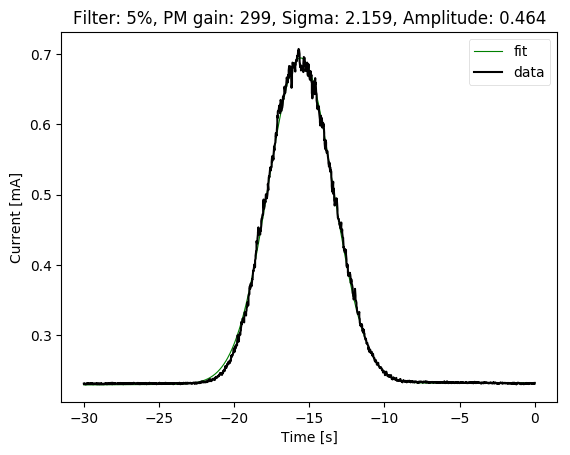 Filter: 5%, PM gain: 299, Sigma: 2.159, Amplitude: 0.464
fit
data
0.7
0.6
0.5
0.4
0.3
Current [mA]
−30
−25
−20
−15
−10
−5
0
Time [s]